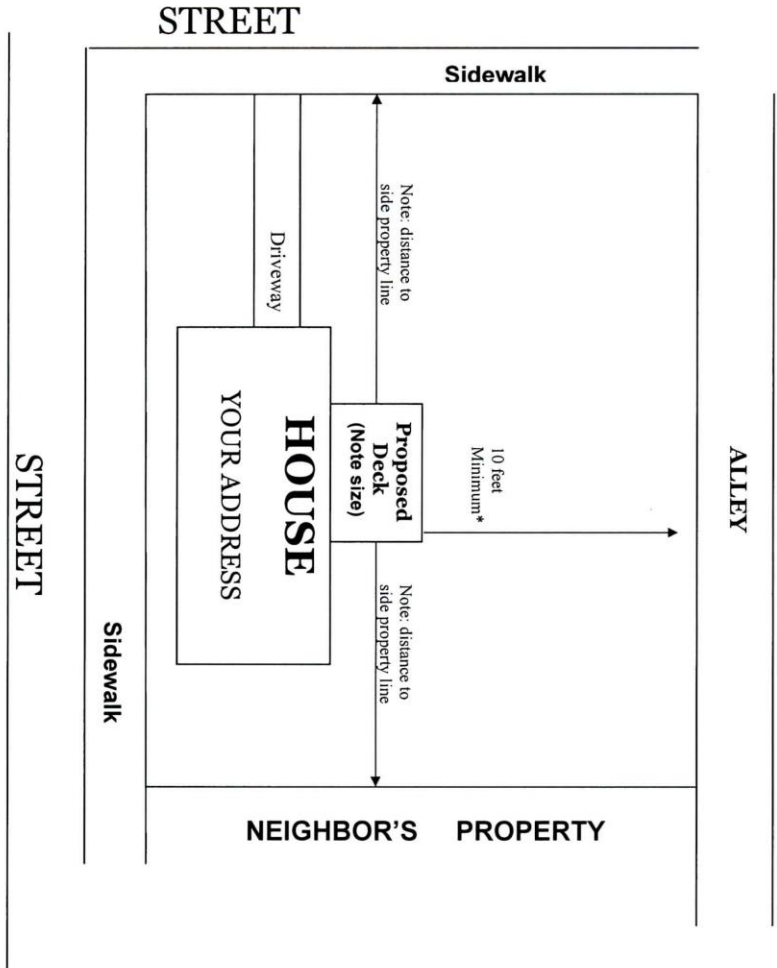 STREET
Sidewalk
Note: distance to
side property line
Driveway
HOUSE
YOUR ADDRESS
Proposed
Deck
(Note size)
10 feet
Minimum*
ALLEY
STREET
Sidewalk
Note: distance to
side property line
NEIGHBOR'S PROPERTY